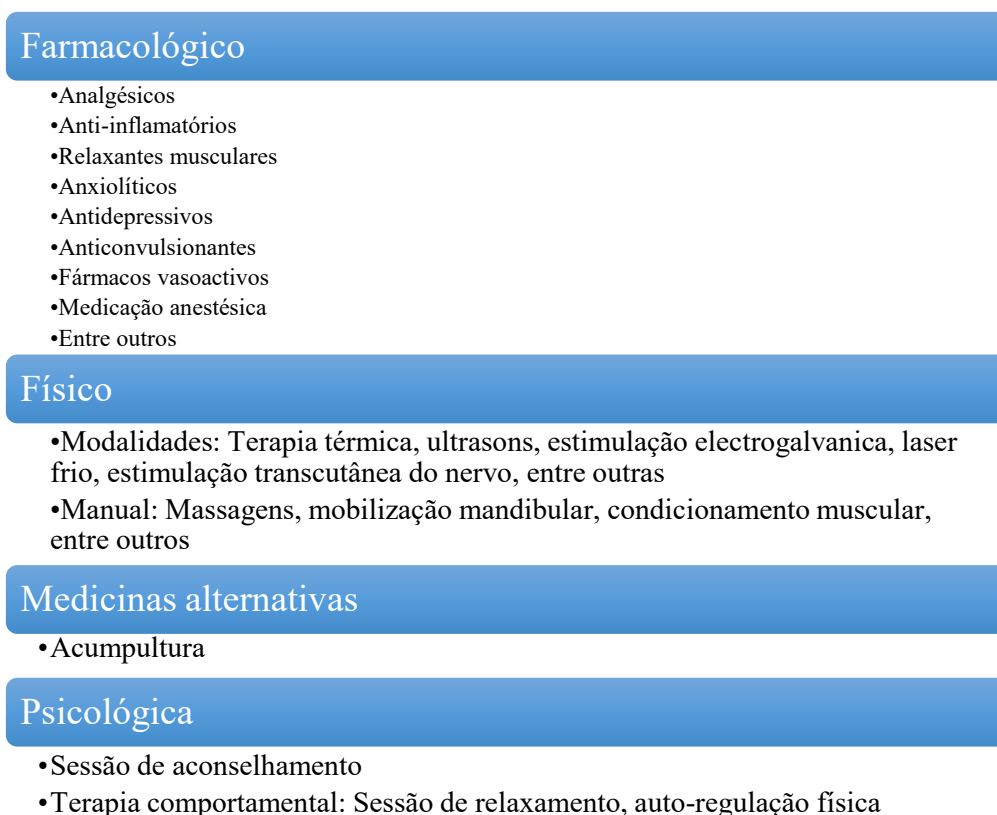 Farmacológico
•Analgésicos
•Anti-inflamatórios
•Relaxantes musculares
•Anxiolíticos
•Antidepressivos
•Anticonvulsionantes
•Fármacos vasoactivos
•Medicação anestésica
•Entre outros
Físico
•Modalidades: Terapia térmica, ultrasons, estimulação electrogalvanica, laser
frio, estimulação transcutânea do nervo, entre outras
•Manual: Massagens, mobilização mandibular, condicionamento muscular,
entre outros
Medicinas alternativas
•Acumpultura
Psicológica
•Sessão de aconselhamento
•Terapia comportamental: Sessão de relaxamento, auto-regulação física